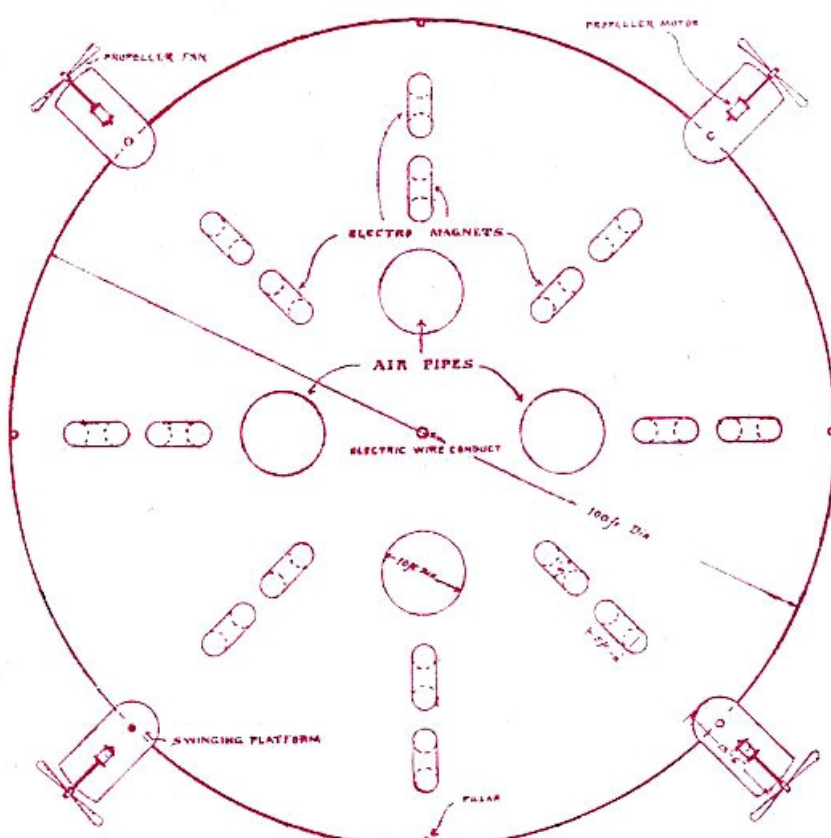 PROPELLER FAN
PROPELLER MOTOR
ELECTRO MAGNETS
AIR PIPES
ELECTRIC WIRE CONDUCT
100 ft Dia
10 ft Dia
SWINGING PLATFORM
PILLAR